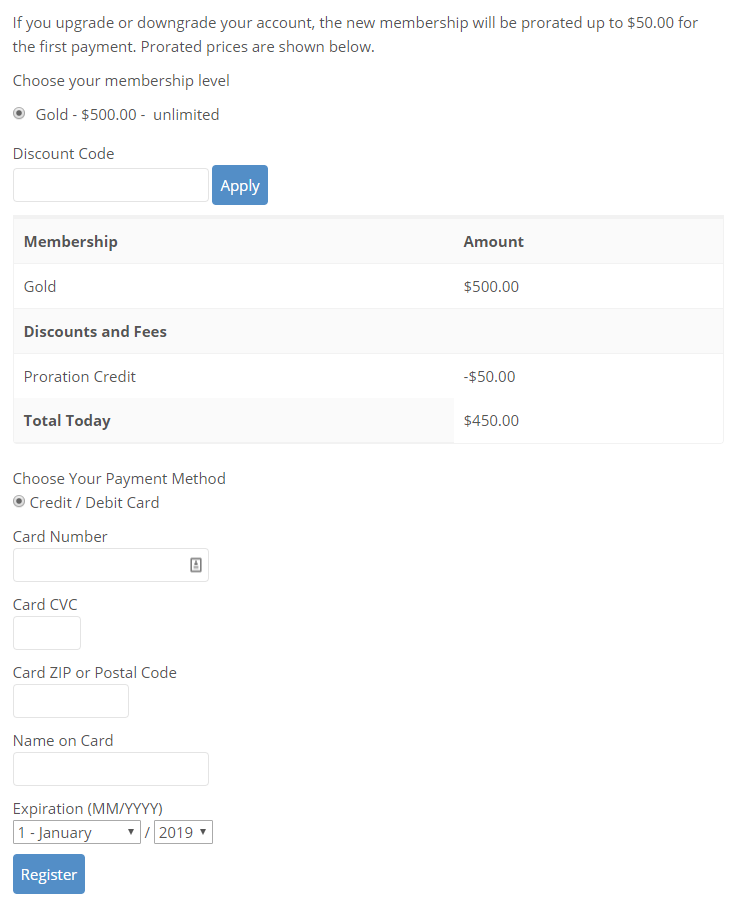 If you upgrade or downgrade your account, the new membership will be prorated up to $50.00 for
the first payment. Prorated prices are shown below.
Choose your membership level
Gold - $500.00 - unlimited
Discount Code
Apply
Membership Amount
Gold $500.00
Discounts and Fees
Proration Credit -$50.00
Total Today $450.00
Choose Your Payment Method
Credit / Debit Card
Card Number
Card CVC
Card ZIP or Postal Code
Name on Card
Expiration (MM/YYYY)
1 - January / 2019
Register